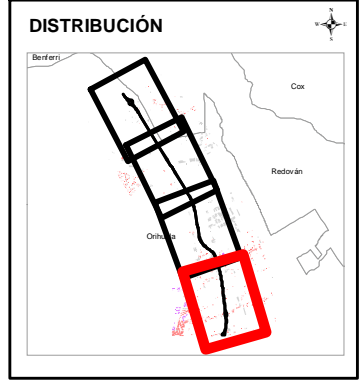 DISTRIBUCIÓN
N
W E
S
Benferri
Cox
Redován
Orihuela